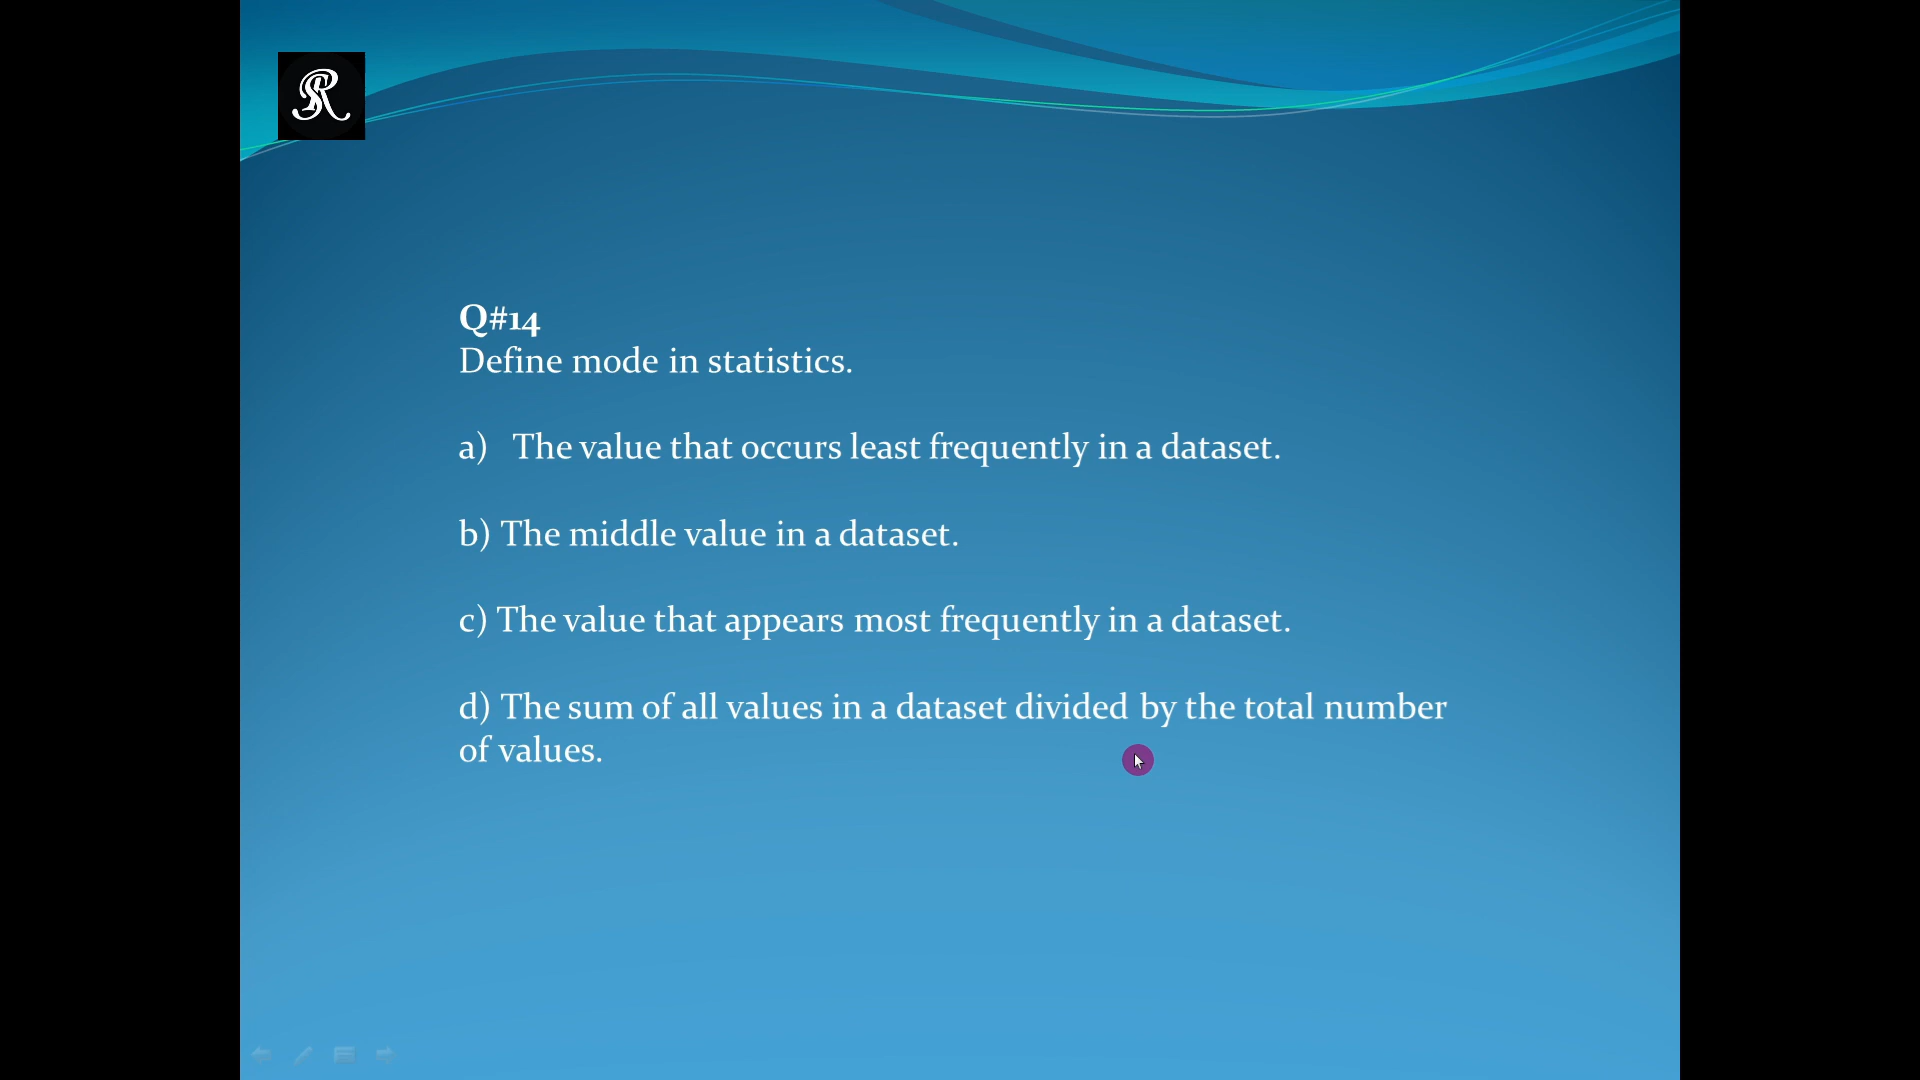 SR
Q#14
Define mode in statistics.
a) The value that occurs least frequently in a dataset.
b) The middle value in a dataset.
c) The value that appears most frequently in a dataset.
d) The sum of all values in a dataset divided by the total number
of values.